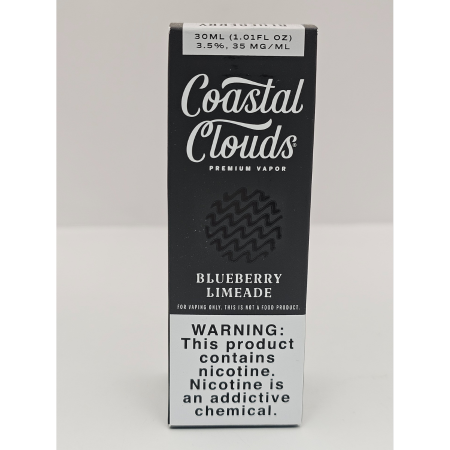 30ML (1.01FL OZ)
3.5%, 35 MG/ML
Coastal
Clouds®
PREMIUM VAPOR
BLUEBERRY
LIMEADE
FOR VAPING ONLY, THIS IS NOT A FOOD PRODUCT.
WARNING:
This product
contains
nicotine.
Nicotine is
an addictive
chemical.